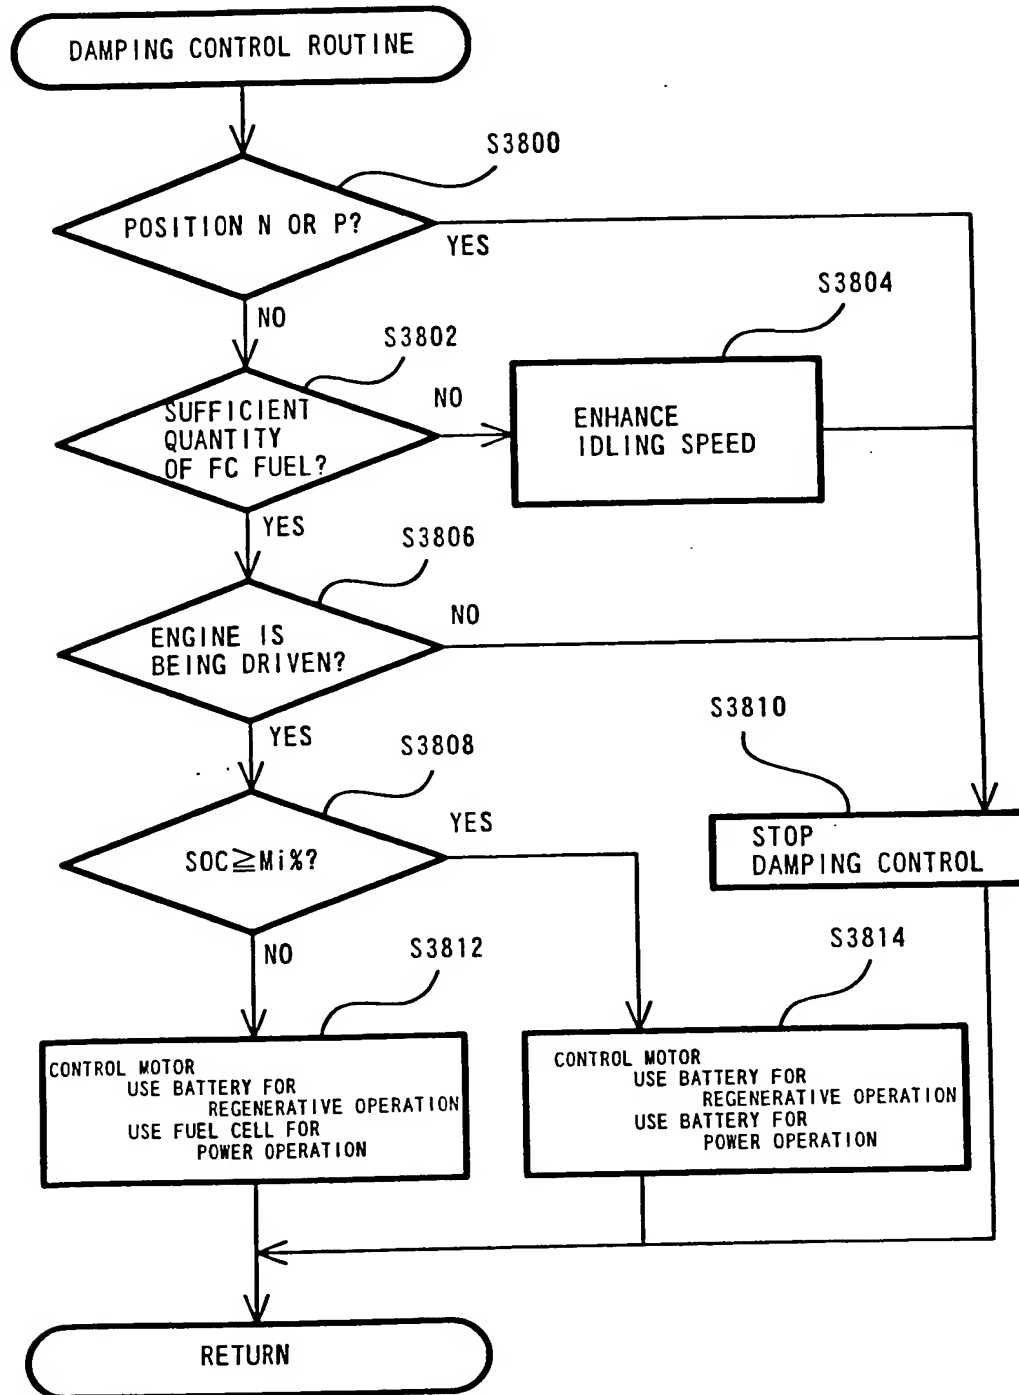 DAMPING CONTROL ROUTINE
S3800
POSITION N OR P?
YES
NO
S3802
S3804
SUFFICIENT
QUANTITY
OF FC FUEL?
NO
ENHANCE
IDLING SPEED
YES
S3806
ENGINE IS
BEING DRIVEN?
NO
YES
S3808
S3810
SOC≧Mi%?
YES
STOP
DAMPING CONTROL
NO
S3812
S3814
CONTROL MOTOR
USE BATTERY FOR
REGENERATIVE OPERATION
USE FUEL CELL FOR
POWER OPERATION
CONTROL MOTOR
USE BATTERY FOR
REGENERATIVE OPERATION
USE BATTERY FOR
POWER OPERATION
RETURN